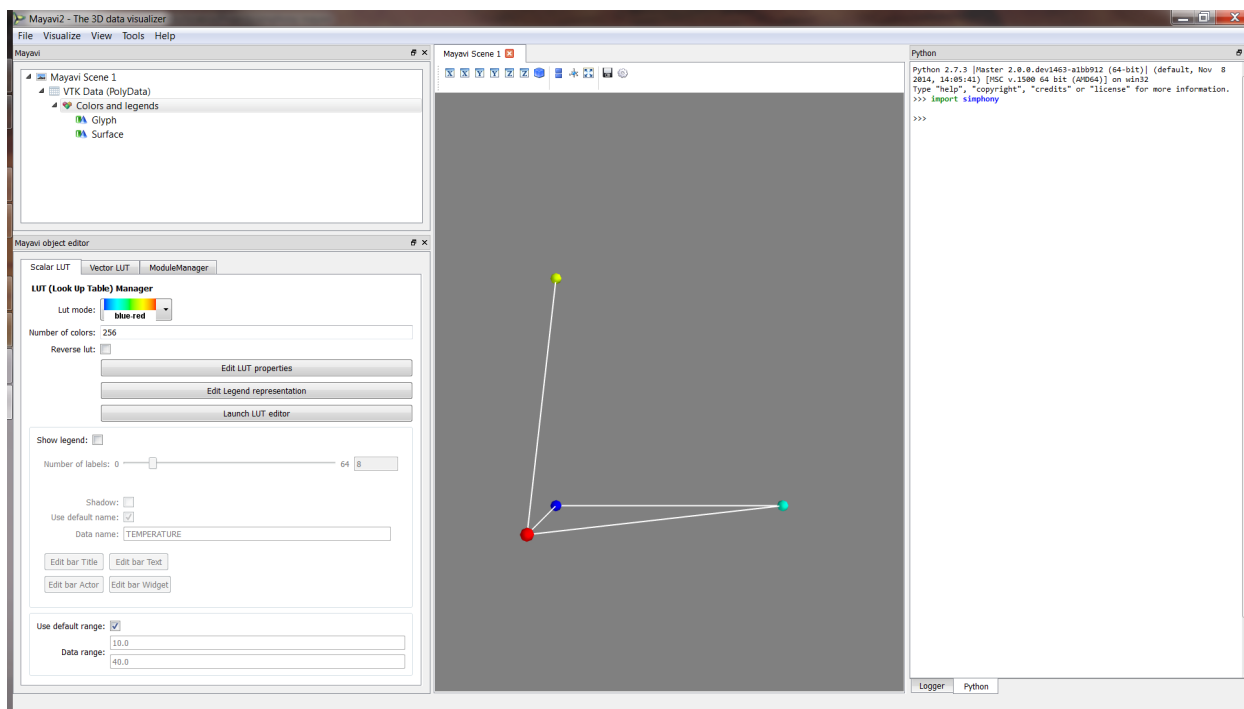 Mayavi2 - The 3D data visualizer
File Visualize View Tools Help
Mayavi
Mayavi Scene 1
VTK Data (PolyData)
Colors and legends
Glyph
Surface
Mayavi object editor
Scalar LUT Vector LUT ModuleManager
LUT (Look Up Table) Manager
Lut mode: blue-red
Number of colors: 256
Reverse lut:
Edit LUT properties
Edit Legend representation
Launch LUT editor
Show legend:
Number of labels: 0 64 8
Shadow:
Use default name:
Data name: TEMPERATURE
Edit bar Title Edit bar Text
Edit bar Actor Edit bar Widget
Use default range:
Data range: 10.0
40.0
Mayavi Scene 1
X X Y Y Z Z
Python
Python 2.7.3 |Master 2.0.0.dev1463-a1bb912 (64-bit)| (default, Nov 8
2014, 14:05:41) [MSC v.1500 64 bit (AMD64)] on win32
Type "help", "copyright", "credits" or "license" for more information.
>>> import simphony
>>>
Logger Python